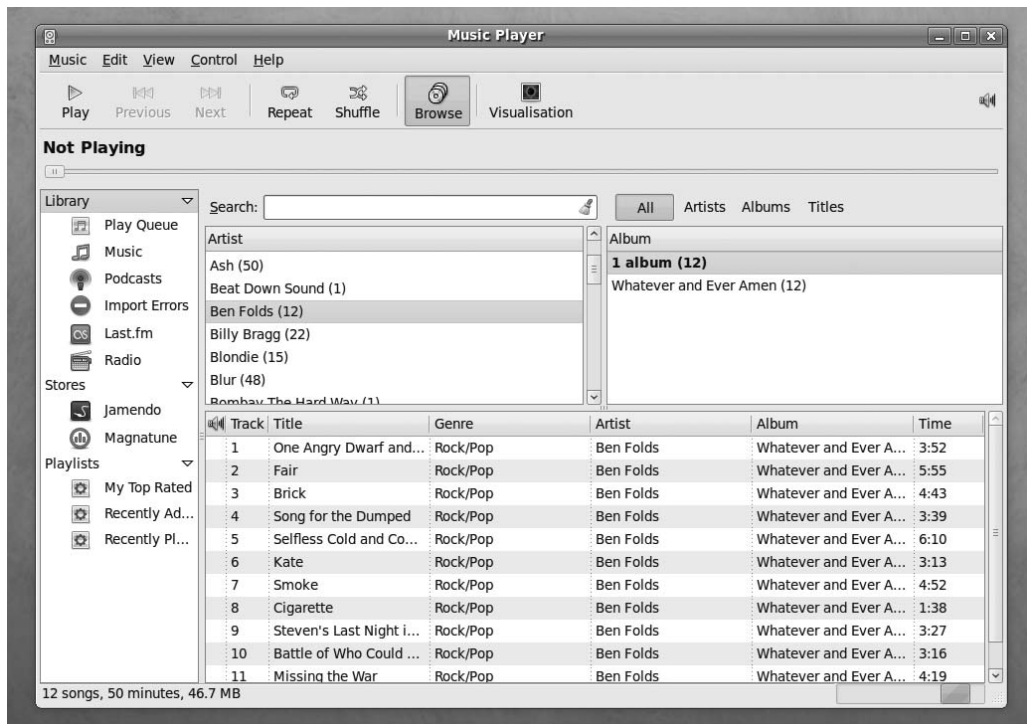 Music Player
Music Edit View Control Help
Play Previous Next Repeat Shuffle Browse Visualisation
Not Playing
Library
Play Queue
Music
Podcasts
Import Errors
Last.fm
Radio
Stores
Jamendo
Magnatune
Playlists
My Top Rated
Recently Ad...
Recently Pl...
Search:
All Artists Albums Titles
Artist
Ash (50)
Beat Down Sound (1)
Ben Folds (12)
Billy Bragg (22)
Blondie (15)
Blur (48)
Bombay The Hard Way (1)
Album
1 album (12)
Whatever and Ever Amen (12)
Track Title Genre Artist Album Time
1 One Angry Dwarf and... Rock/Pop Ben Folds Whatever and Ever A... 3:52
2 Fair Rock/Pop Ben Folds Whatever and Ever A... 5:55
3 Brick Rock/Pop Ben Folds Whatever and Ever A... 4:43
4 Song for the Dumped Rock/Pop Ben Folds Whatever and Ever A... 3:39
5 Selfless Cold and Co... Rock/Pop Ben Folds Whatever and Ever A... 6:10
6 Kate Rock/Pop Ben Folds Whatever and Ever A... 3:13
7 Smoke Rock/Pop Ben Folds Whatever and Ever A... 4:52
8 Cigarette Rock/Pop Ben Folds Whatever and Ever A... 1:38
9 Steven's Last Night i... Rock/Pop Ben Folds Whatever and Ever A... 3:27
10 Battle of Who Could ... Rock/Pop Ben Folds Whatever and Ever A... 3:16
11 Missing the War Rock/Pop Ben Folds Whatever and Ever A... 4:19
12 songs, 50 minutes, 46.7 MB